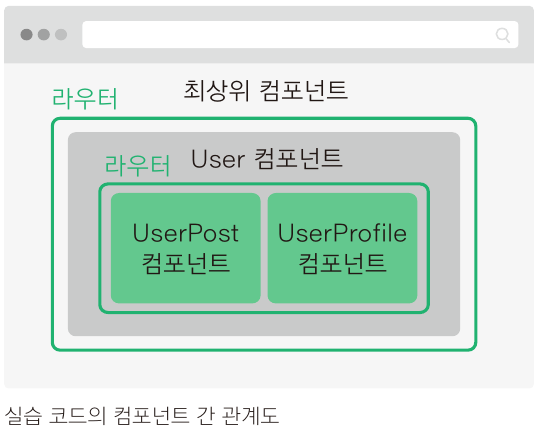 최상위 컴포넌트
라우터
User 컴포넌트
라우터
UserPost
컴포넌트
UserProfile
컴포넌트
실습 코드의 컴포넌트 간 관계도